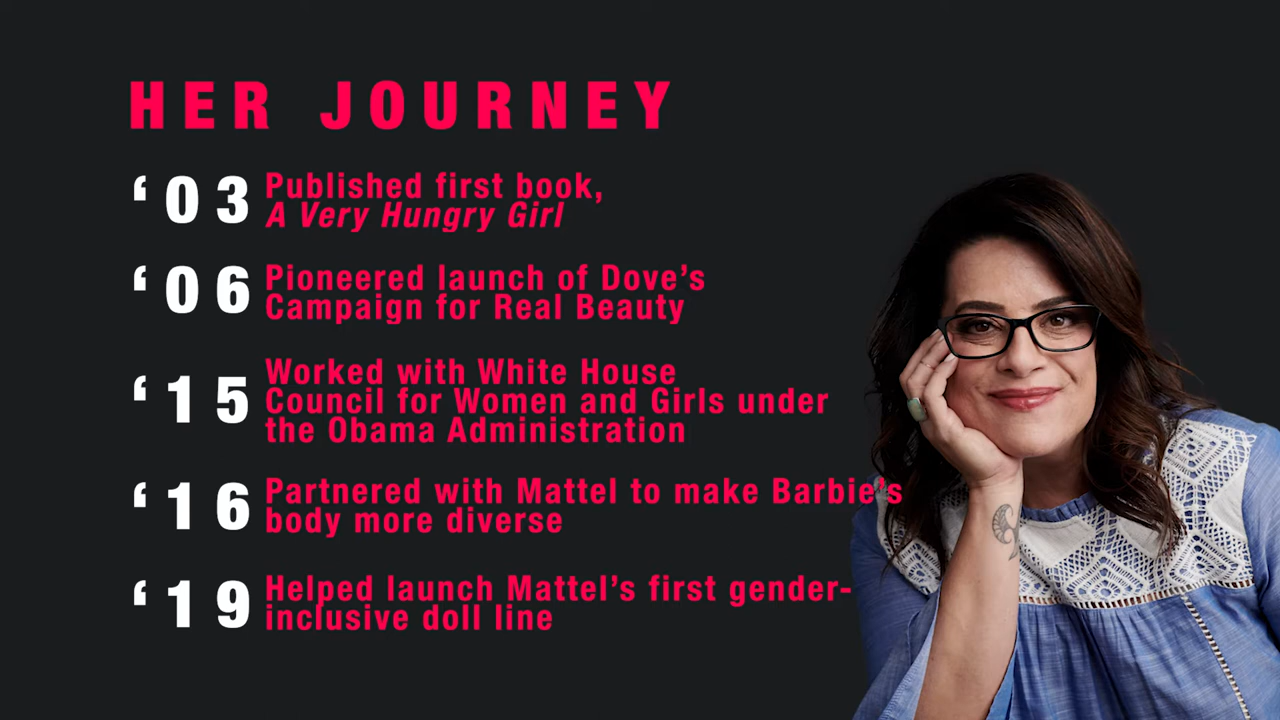 HER JOURNEY
‘03 Published first book,
A Very Hungry Girl
‘06 Pioneered launch of Dove’s
Campaign for Real Beauty
‘15 Worked with White House
Council for Women and Girls under
the Obama Administration
‘16 Partnered with Mattel to make Barbie’s
body more diverse
‘19 Helped launch Mattel’s first gender-
inclusive doll line